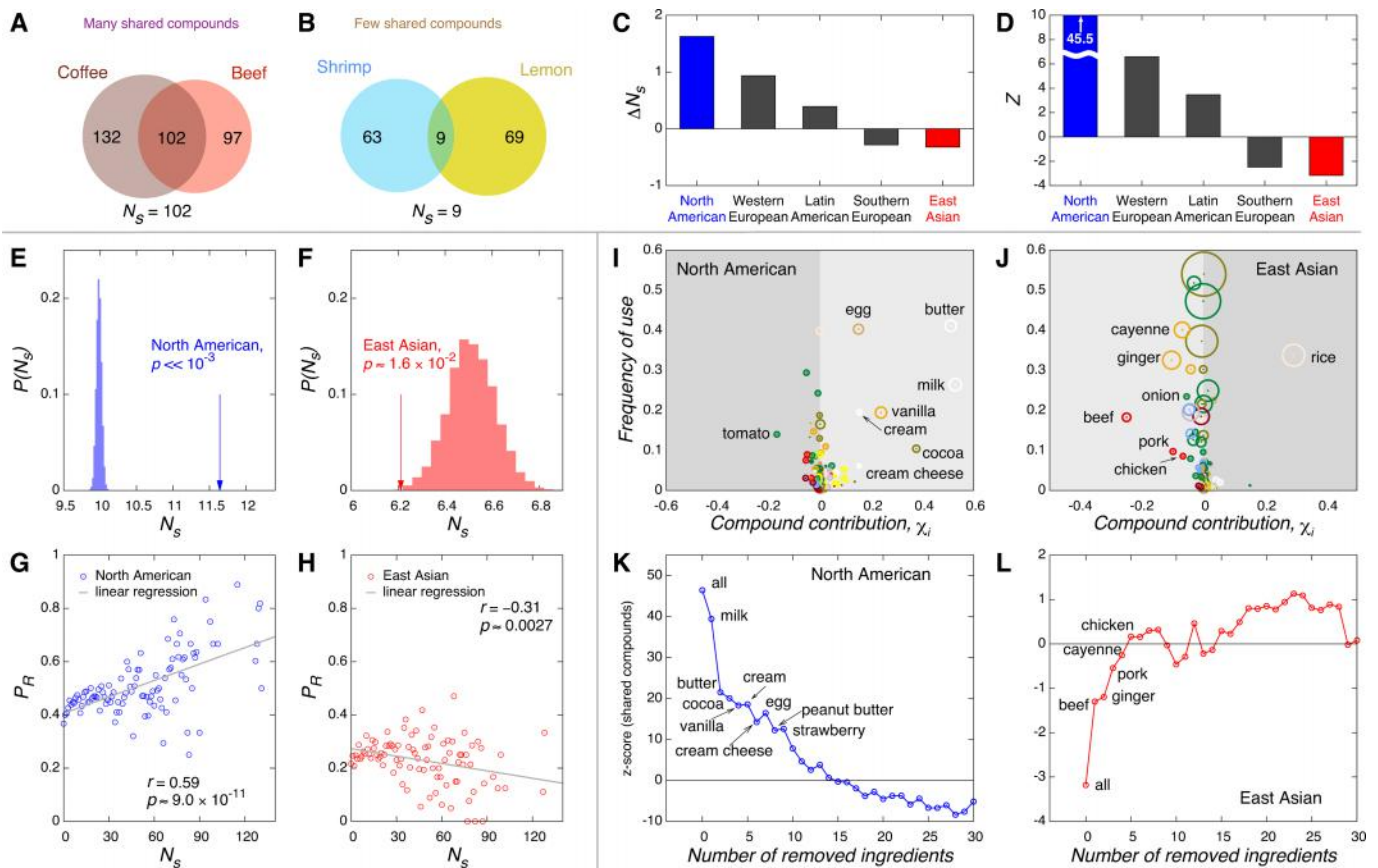 A
Many shared compounds
Coffee
Beef
132
102
97
N_s = 102
B
Few shared compounds
Shrimp
Lemon
63
9
69
N_s = 9
C
2
1
0
-1
ΔN_s
North American
Western European
Latin American
Southern European
East Asian
D
10
8
6
4
2
0
-2
-4
Z
45.5
North American
Western European
Latin American
Southern European
East Asian
E
0.2
0.1
0
P(N_s)
North American,
p << 10^-3
9.5 10 10.5 11 11.5 12
N_s
F
0.2
0.1
0
P(N_s)
East Asian,
p ≈ 1.6 × 10^-2
6 6.2 6.4 6.6 6.8
N_s
G
1
0.8
0.6
0.4
0.2
0
P_R
North American
linear regression
r = 0.59
p ≈ 9.0 × 10^-11
0 30 60 90 120
N_s
H
1
0.8
0.6
0.4
0.2
0
P_R
East Asian
linear regression
r = -0.31
p ≈ 0.0027
0 30 60 90 120
N_s
I
0.6
0.5
0.4
0.3
0.2
0.1
0
Frequency of use
North American
egg
butter
milk
vanilla
cream
tomato
cocoa
cream cheese
-0.4 -0.2 0 0.2 0.4
Compound contribution, χ_i
J
0.6
0.5
0.4
0.3
0.2
0.1
0
East Asian
cayenne
ginger
rice
onion
beef
pork
chicken
-0.4 -0.2 0 0.2 0.4
Compound contribution, χ_i
K
50
40
30
20
10
0
-10
z-score (shared compounds)
North American
all
milk
butter
cream
cocoa
egg
vanilla
peanut butter
strawberry
cream cheese
0 5 10 15 20 25 30
Number of removed ingredients
L
2
1
0
-1
-2
-3
-4
chicken
cayenne
pork
beef
ginger
all
East Asian
0 5 10 15 20 25 30
Number of removed ingredients